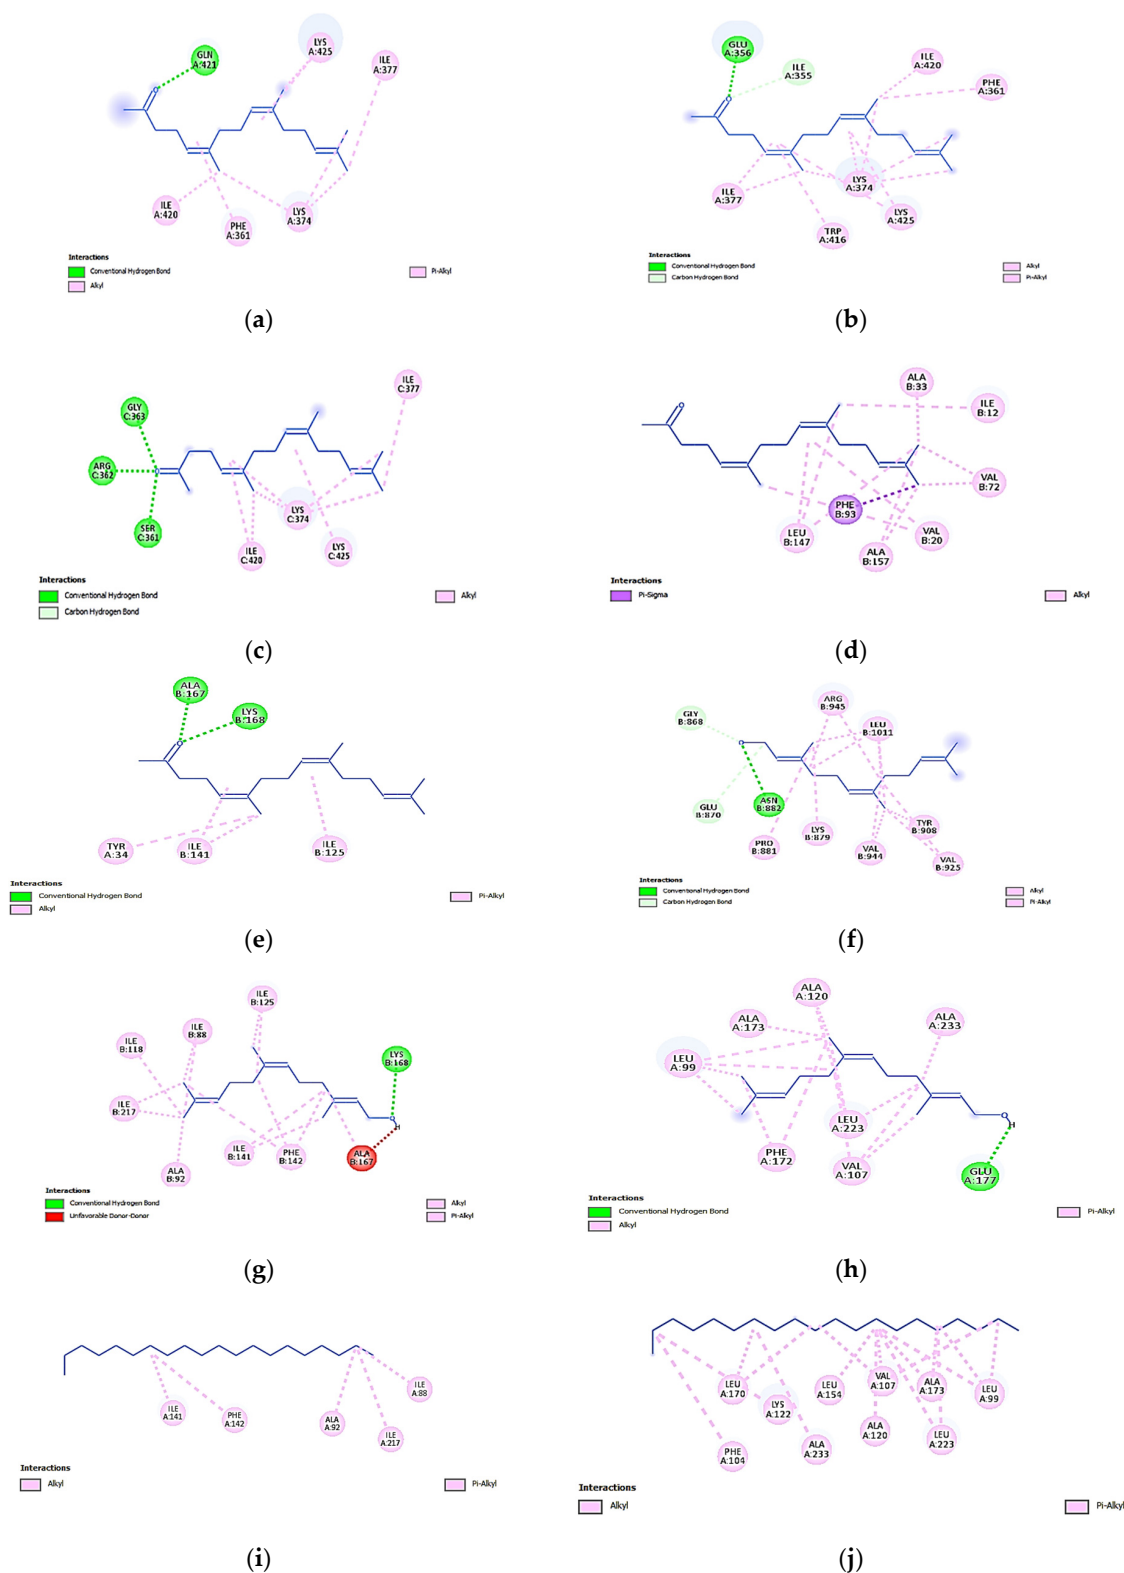 GLN
A:421
LYS
A:425
ILE
A:377
O
ILE
A:420
PHE
A:361
LYS
A:374
Interactions
Conventional Hydrogen Bond
Alkyl
Pi-Alkyl
(a)
GLU
A:356
ILE
A:355
ILE
A:420
PHE
A:361
O
ILE
A:377
LYS
A:374
TRP
A:416
LYS
A:425
Interactions
Conventional Hydrogen Bond
Carbon Hydrogen Bond
Alkyl
Pi-Alkyl
(b)
ILE
C:377
GLY
C:363
ARG
C:362
O
SER
C:361
LYS
C:374
ILE
C:420
LYS
C:425
Interactions
Conventional Hydrogen Bond
Carbon Hydrogen Bond
Alkyl
(c)
ALA
B:33
ILE
B:12
O
VAL
B:72
PHE
B:93
LEU
B:147
ALA
B:157
VAL
B:20
Interactions
Pi-Sigma
Alkyl
(d)
ALA
B:167
LYS
B:168
O
TYR
A:34
ILE
B:141
ILE
B:125
Interactions
Conventional Hydrogen Bond
Alkyl
Pi-Alkyl
(e)
ARG
B:945
GLY
B:868
LEU
B:1011
O
GLU
B:870
ASN
B:882
PRO
B:881
LYS
B:879
VAL
B:944
TYR
B:908
VAL
B:925
Interactions
Conventional Hydrogen Bond
Carbon Hydrogen Bond
Alkyl
Pi-Alkyl
(f)
ILE
B:125
ILE
B:88
ILE
B:118
LYS
B:168
ILE
B:217
O
H
ILE
B:141
PHE
B:142
ALA
B:167
ALA
B:92
Interactions
Conventional Hydrogen Bond
Unfavorable Donor-Donor
Alkyl
Pi-Alkyl
(g)
ALA
A:120
ALA
A:173
ALA
A:233
LEU
A:99
O
H
LEU
A:223
PHE
A:172
VAL
A:107
GLU
A:177
Interactions
Conventional Hydrogen Bond
Alkyl
Pi-Alkyl
(h)
ILE
A:88
ILE
A:141
PHE
A:142
ALA
A:92
ILE
A:217
Interactions
Alkyl
Pi-Alkyl
(i)
LEU
A:170
LYS
A:122
LEU
A:154
VAL
A:107
ALA
A:173
LEU
A:99
PHE
A:104
ALA
A:233
ALA
A:120
LEU
A:223
Interactions
Alkyl
Pi-Alkyl
(j)